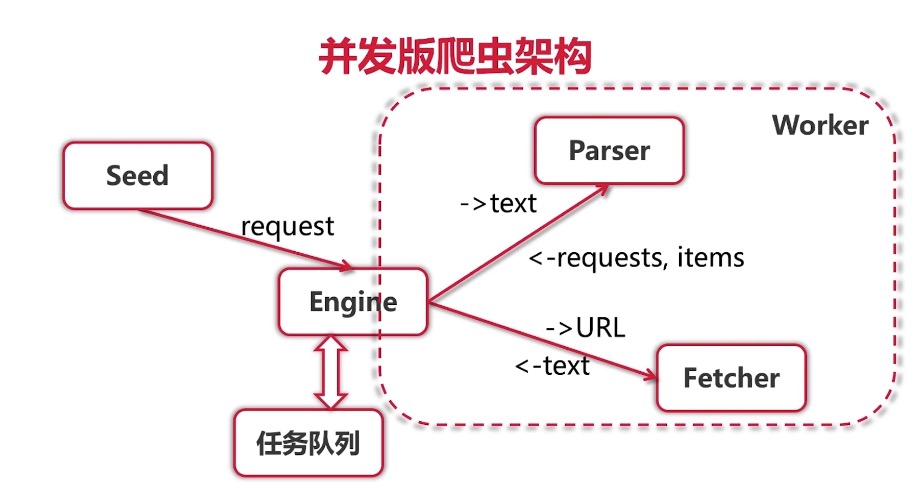 并发版爬虫架构
Worker
Parser
Seed
->text
request
<-requests, items
Engine
->URL
<-text
Fetcher
任务队列